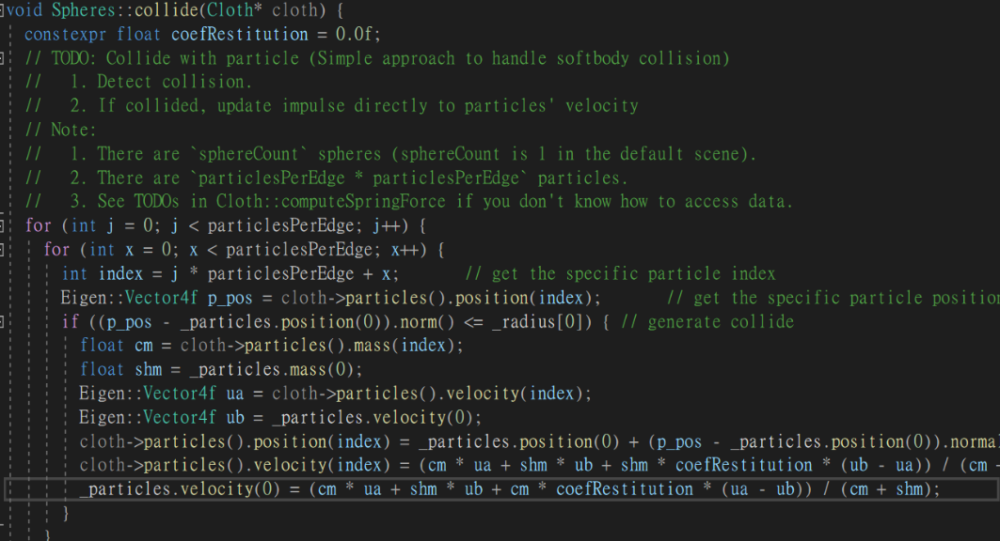 void Spheres::collide(Cloth* cloth) {
constexpr float coefRestitution = 0.0f;
// TODO: Collide with particle (Simple approach to handle softbody collision)
//   1. Detect collision.
//   2. If collided, update impulse directly to particles' velocity
// Note:
//   1. There are `sphereCount` spheres (sphereCount is 1 in the default scene).
//   2. There are `particlesPerEdge * particlesPerEdge` particles.
//   3. See TODOs in Cloth::computeSpringForce if you don't know how to access data.
for (int j = 0; j < particlesPerEdge; j++) {
for (int x = 0; x < particlesPerEdge; x++) {
int index = j * particlesPerEdge + x;       // get the specific particle index
Eigen::Vector4f p_pos = cloth->particles().position(index);       // get the specific particle position
if ((p_pos - _particles.position(0)).norm() <= _radius[0]) { // generate collide
float cm = cloth->particles().mass(index);
float shm = _particles.mass(0);
Eigen::Vector4f ua = cloth->particles().velocity(index);
Eigen::Vector4f ub = _particles.velocity(0);
cloth->particles().position(index) = _particles.position(0) + (p_pos - _particles.position(0)).normal
cloth->particles().velocity(index) = (cm * ua + shm * ub + shm * coefRestitution * (ub - ua)) / (cm +
_particles.velocity(0) = (cm * ua + shm * ub + cm * coefRestitution * (ua - ub)) / (cm + shm);
}
}